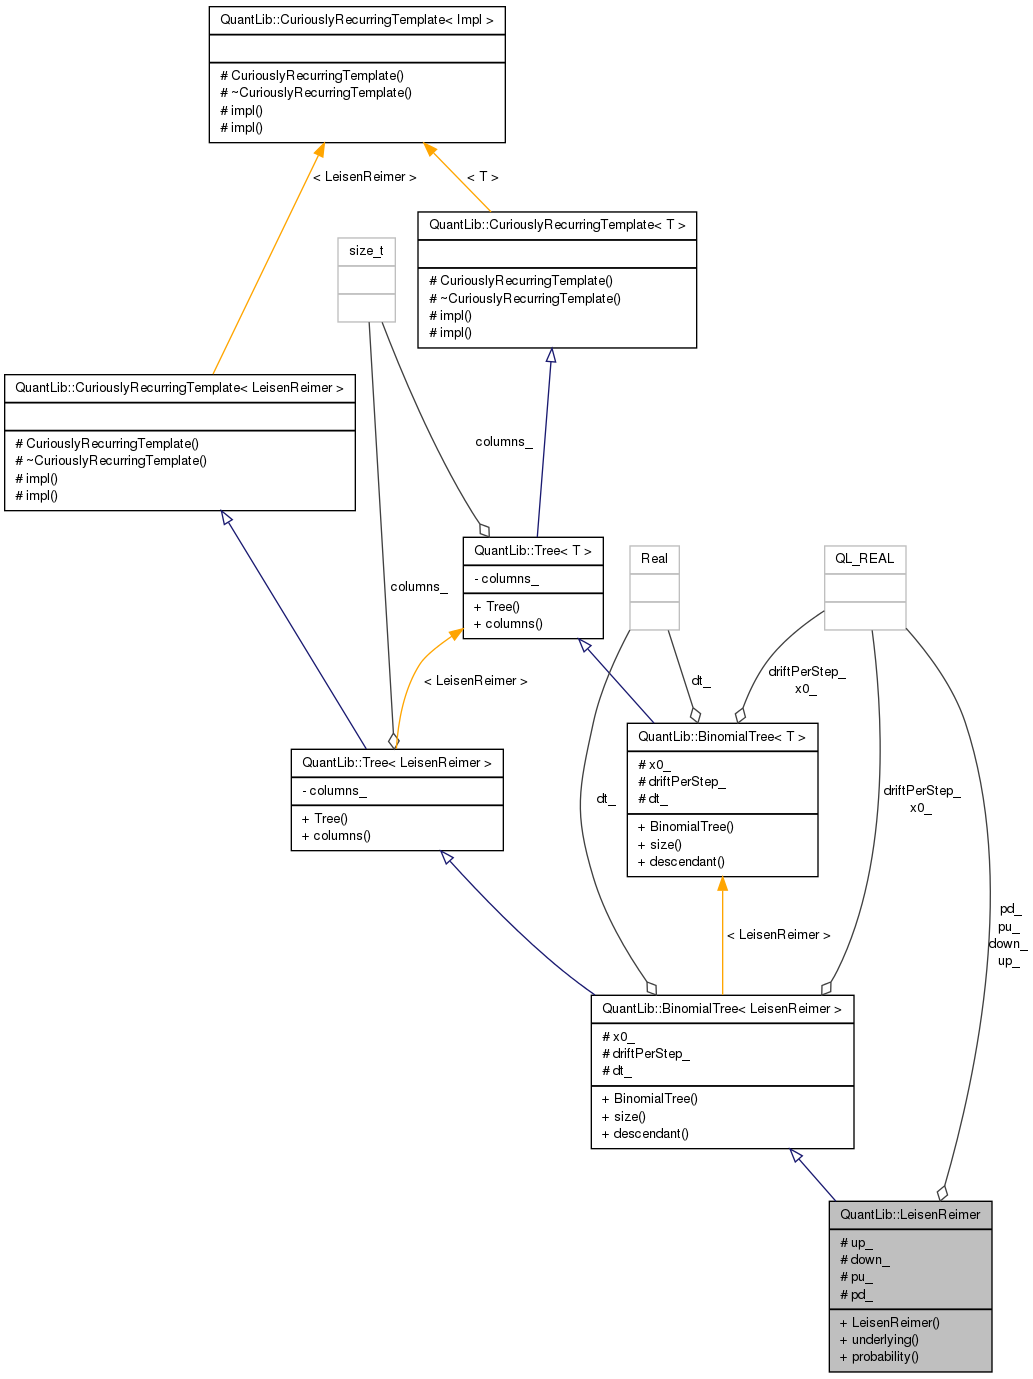 QuantLib::CuriouslyRecurringTemplate< Impl >
# CuriouslyRecurringTemplate()
# ~CuriouslyRecurringTemplate()
# impl()
# impl()
< LeisenReimer >
< T >
QuantLib::CuriouslyRecurringTemplate< T >
# CuriouslyRecurringTemplate()
# ~CuriouslyRecurringTemplate()
# impl()
# impl()
size_t
QuantLib::CuriouslyRecurringTemplate< LeisenReimer >
# CuriouslyRecurringTemplate()
# ~CuriouslyRecurringTemplate()
# impl()
# impl()
columns_
QuantLib::Tree< T >
- columns_
+ Tree()
+ columns()
Real
QL_REAL
columns_
< LeisenReimer >
dt_
driftPerStep_
x0_
QuantLib::Tree< LeisenReimer >
- columns_
+ Tree()
+ columns()
QuantLib::BinomialTree< T >
# x0_
# driftPerStep_
# dt_
+ BinomialTree()
+ size()
+ descendant()
dt_
driftPerStep_
x0_
< LeisenReimer >
pd_
pu_
down_
up_
QuantLib::BinomialTree< LeisenReimer >
# x0_
# driftPerStep_
# dt_
+ BinomialTree()
+ size()
+ descendant()
QuantLib::LeisenReimer
# up_
# down_
# pu_
# pd_
+ LeisenReimer()
+ underlying()
+ probability()